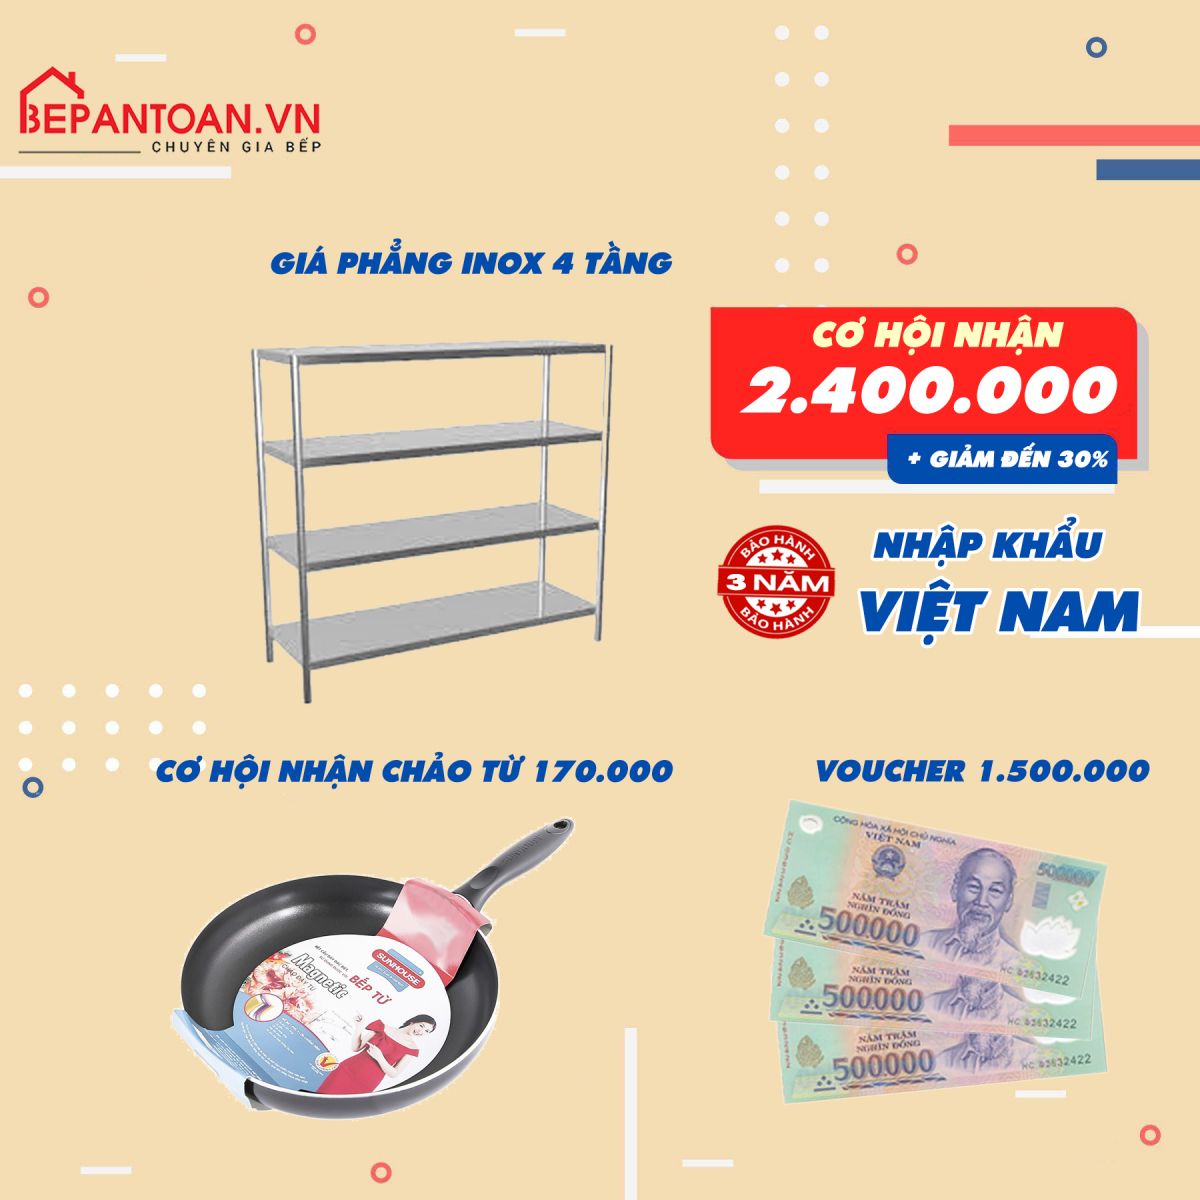 BEPANTOAN.VN
CHUYÊN GIA BẾP
GIÁ PHẲNG INOX 4 TẦNG
CƠ HỘI NHẬN
2.400.000
+ GIẢM ĐẾN 30%
BẢO HÀNH
3 NĂM
BẢO HÀNH
NHẬP KHẨU
VIỆT NAM
CƠ HỘI NHẬN CHẢO TỪ 170.000
VOUCHER 1.500.000
SUNHOUSE
BẾP TỪ
Magnetic
CHẢO ĐÁY TỪ
CỘNG HÒA XÃ HỘI CHỦ NGHĨA
VIỆT NAM
500000
NĂM TRĂM
NGHÌN ĐỒNG
500000
NĂM TRĂM
NGHÌN ĐỒNG
500000
NĂM TRĂM
NGHÌN ĐỒNG
500000